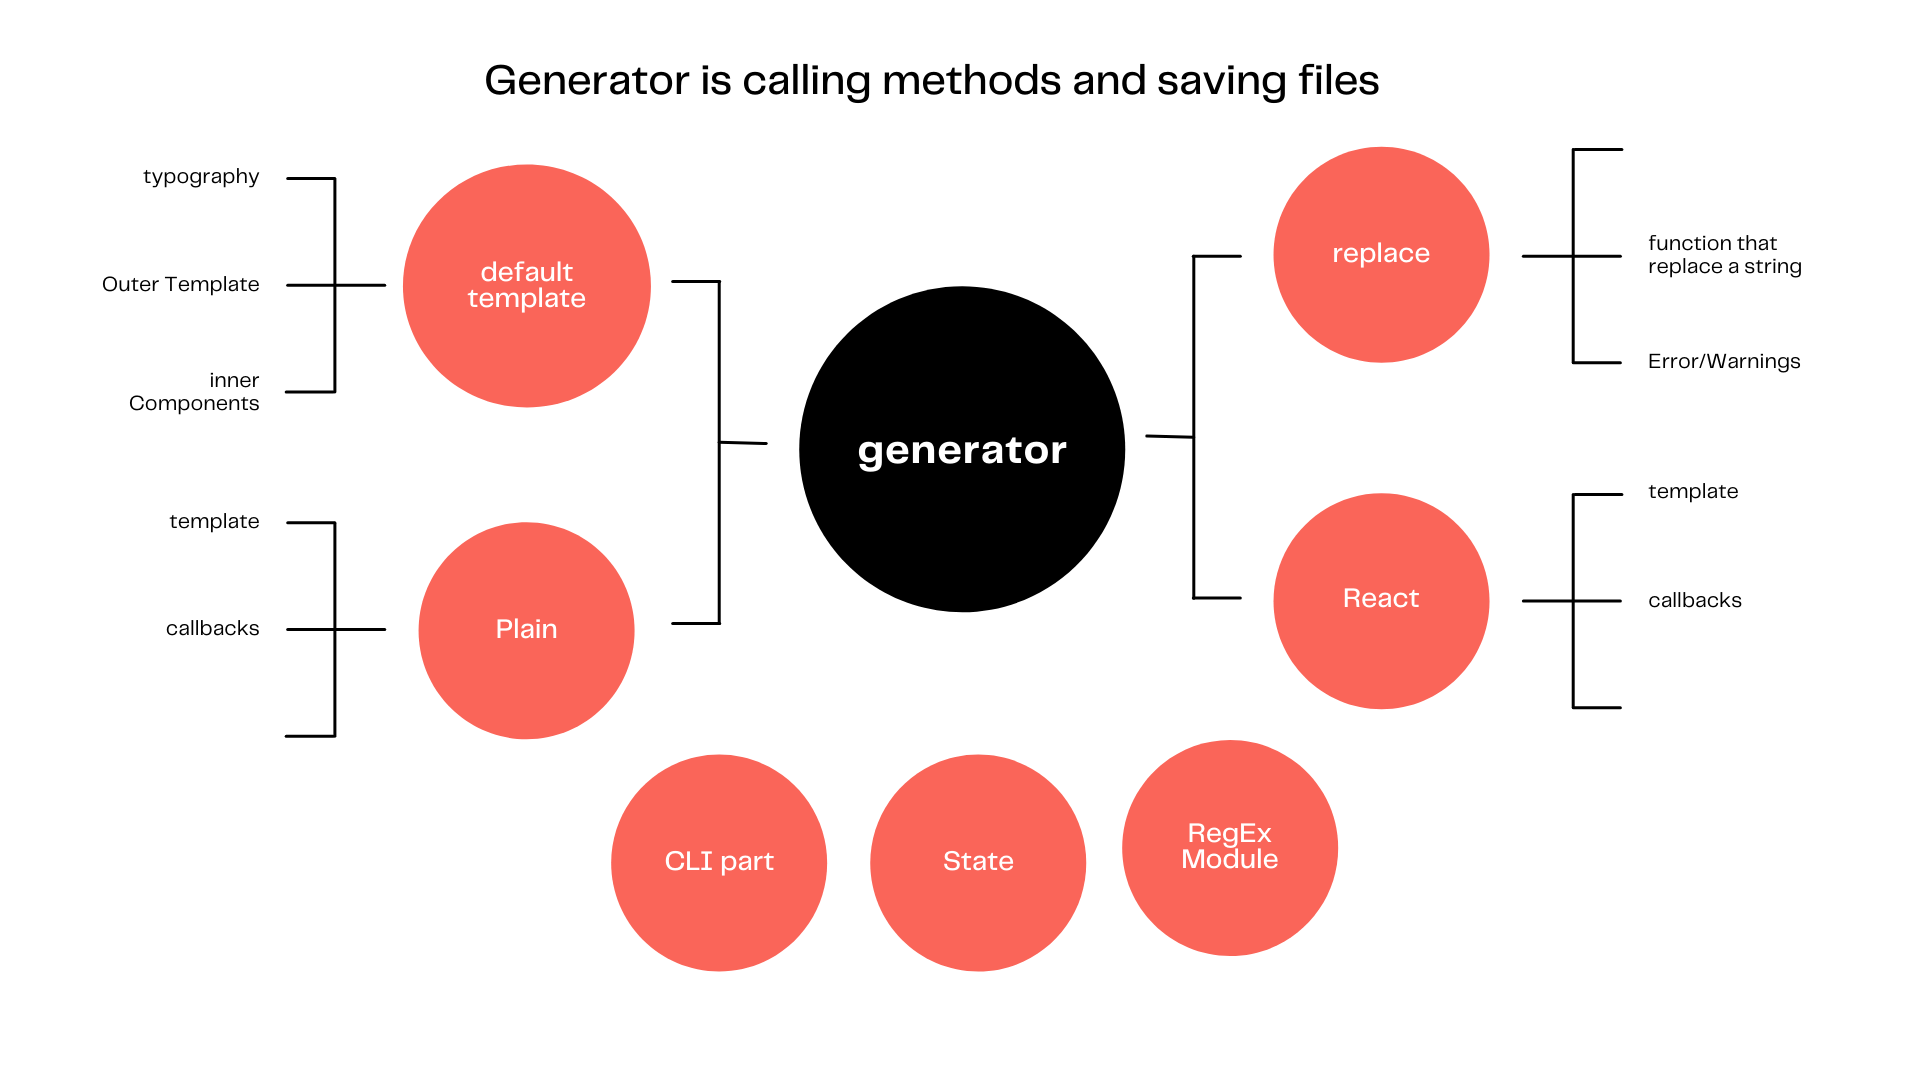 Generator is calling methods and saving files
typography
Outer Template
inner
Components
default
template
template
callbacks
Plain
generator
replace
function that
replace a string
Error/Warnings
React
template
callbacks
CLI part
State
RegEx
Module